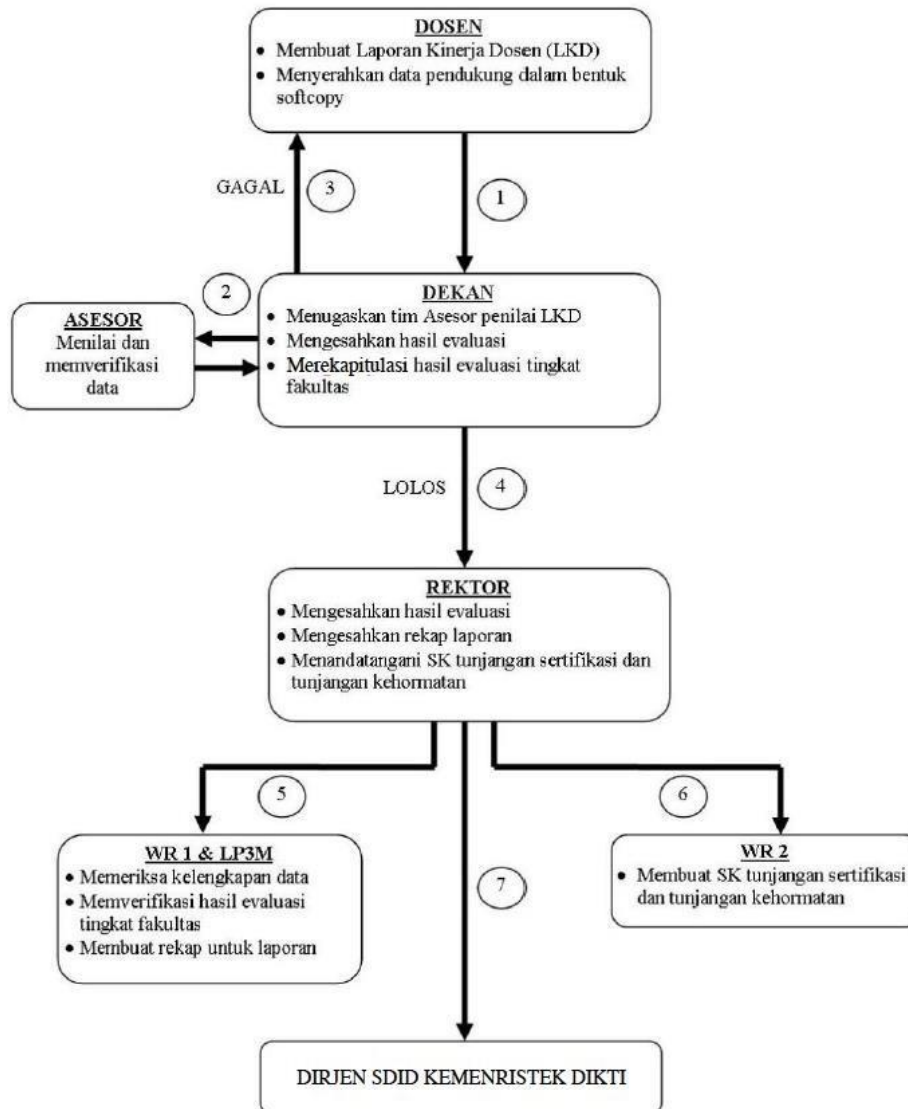 DOSEN
• Membuat Laporan Kinerja Dosen (LKD)
• Menyerahkan data pendukung dalam bentuk
softcopy
GAGAL
3
1
2
ASESOR
Menilai dan
memverifikasi
data
DEKAN
• Menugaskan tim Asesor penilai LKD
• Mengesahkan hasil evaluasi
• Merekapitulasi hasil evaluasi tingkat
fakultas
LOLOS
4
REKTOR
• Mengesahkan hasil evaluasi
• Mengesahkan rekap laporan
• Menandatangani SK tunjangan sertifikasi dan
tunjangan kehormatan
5
6
WR 1 & LP3M
• Memeriksa kelengkapan data
• Memverifikasi hasil evaluasi
tingkat fakultas
• Membuat rekap untuk laporan
7
WR 2
• Membuat SK tunjangan sertifikasi
dan tunjangan kehormatan
DIRJEN SDID KEMENRISTEK DIKTI